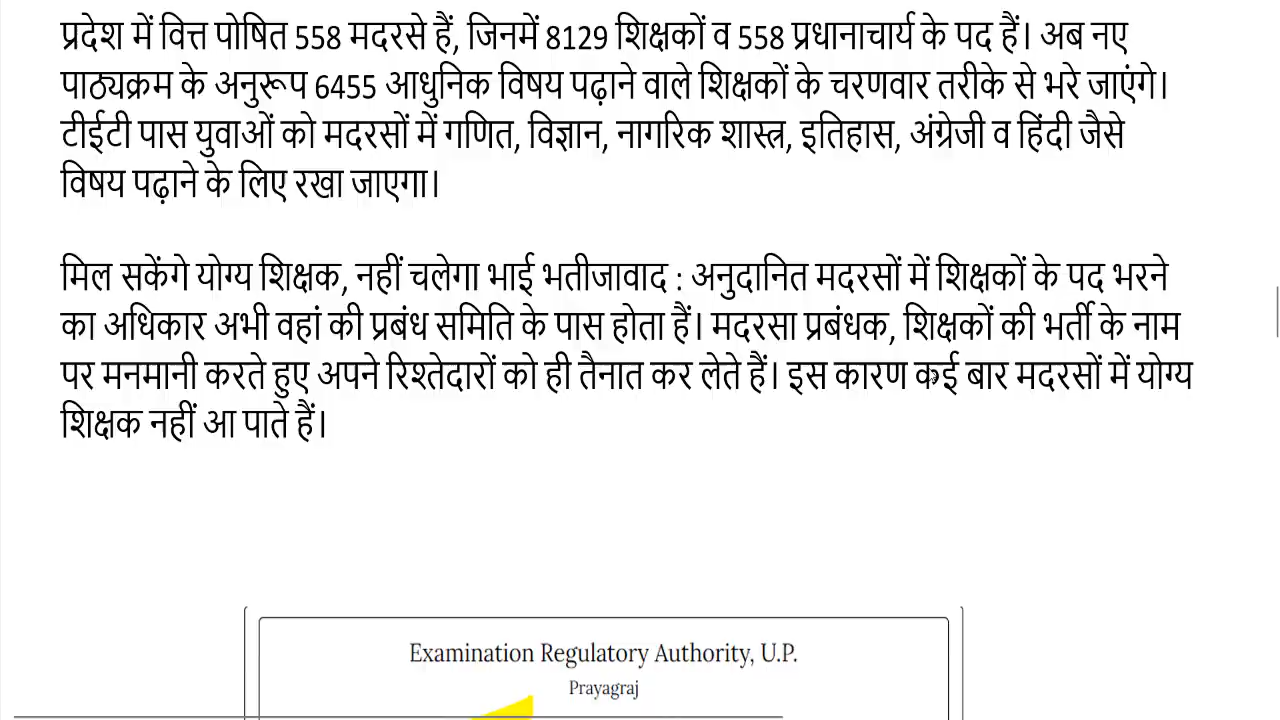 प्रदेश में वित्त पोषित 558 मदरसे हैं, जिनमें 8129 शिक्षकों व 558 प्रधानाचार्य के पद हैं। अब नए
पाठ्यक्रम के अनुरूप 6455 आधुनिक विषय पढ़ाने वाले शिक्षकों के चरणवार तरीके से भरे जाएंगे।
टीईटी पास युवाओं को मदरसों में गणित, विज्ञान, नागरिक शास्त्र, इतिहास, अंग्रेजी व हिंदी जैसे
विषय पढ़ाने के लिए रखा जाएगा।
मिल सकेंगे योग्य शिक्षक, नहीं चलेगा भाई भतीजावाद : अनुदानित मदरसों में शिक्षकों के पद भरने
का अधिकार अभी वहां की प्रबंध समिति के पास होता हैं। मदरसा प्रबंधक, शिक्षकों की भर्ती के नाम
पर मनमानी करते हुए अपने रिश्तेदारों को ही तैनात कर लेते हैं। इस कारण कई बार मदरसों में योग्य
शिक्षक नहीं आ पाते हैं।
Examination Regulatory Authority, U.P.
Prayagraj